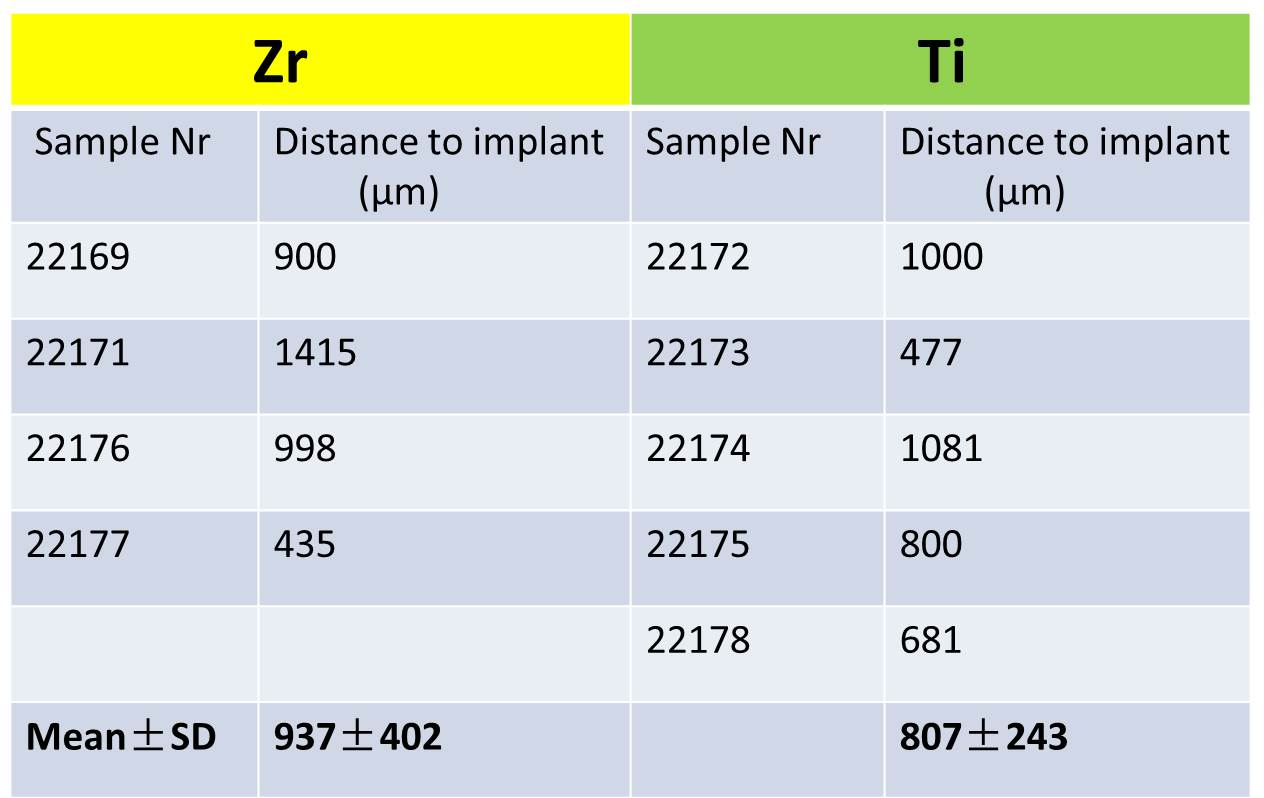 Zr Ti
Sample Nr Distance to implant (µm) Sample Nr Distance to implant (µm)
22169 900 22172 1000
22171 1415 22173 477
22176 998 22174 1081
22177 435 22175 800
22178 681
Mean±SD 937±402 807±243